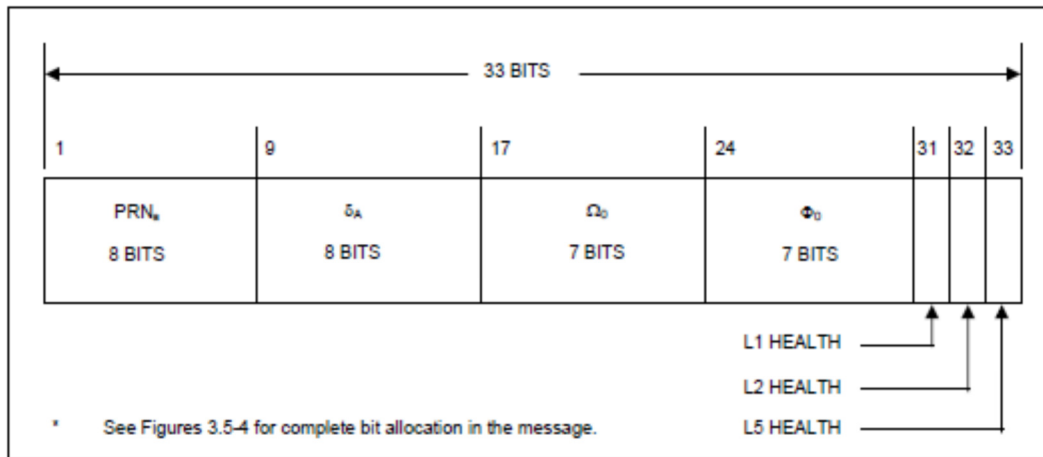 33 BITS
1 9 17 24 31 32 33
PRNₐ δA Ω₀ Φ₀
8 BITS 8 BITS 7 BITS 7 BITS
L1 HEALTH
L2 HEALTH
* See Figures 3.5-4 for complete bit allocation in the message. L5 HEALTH